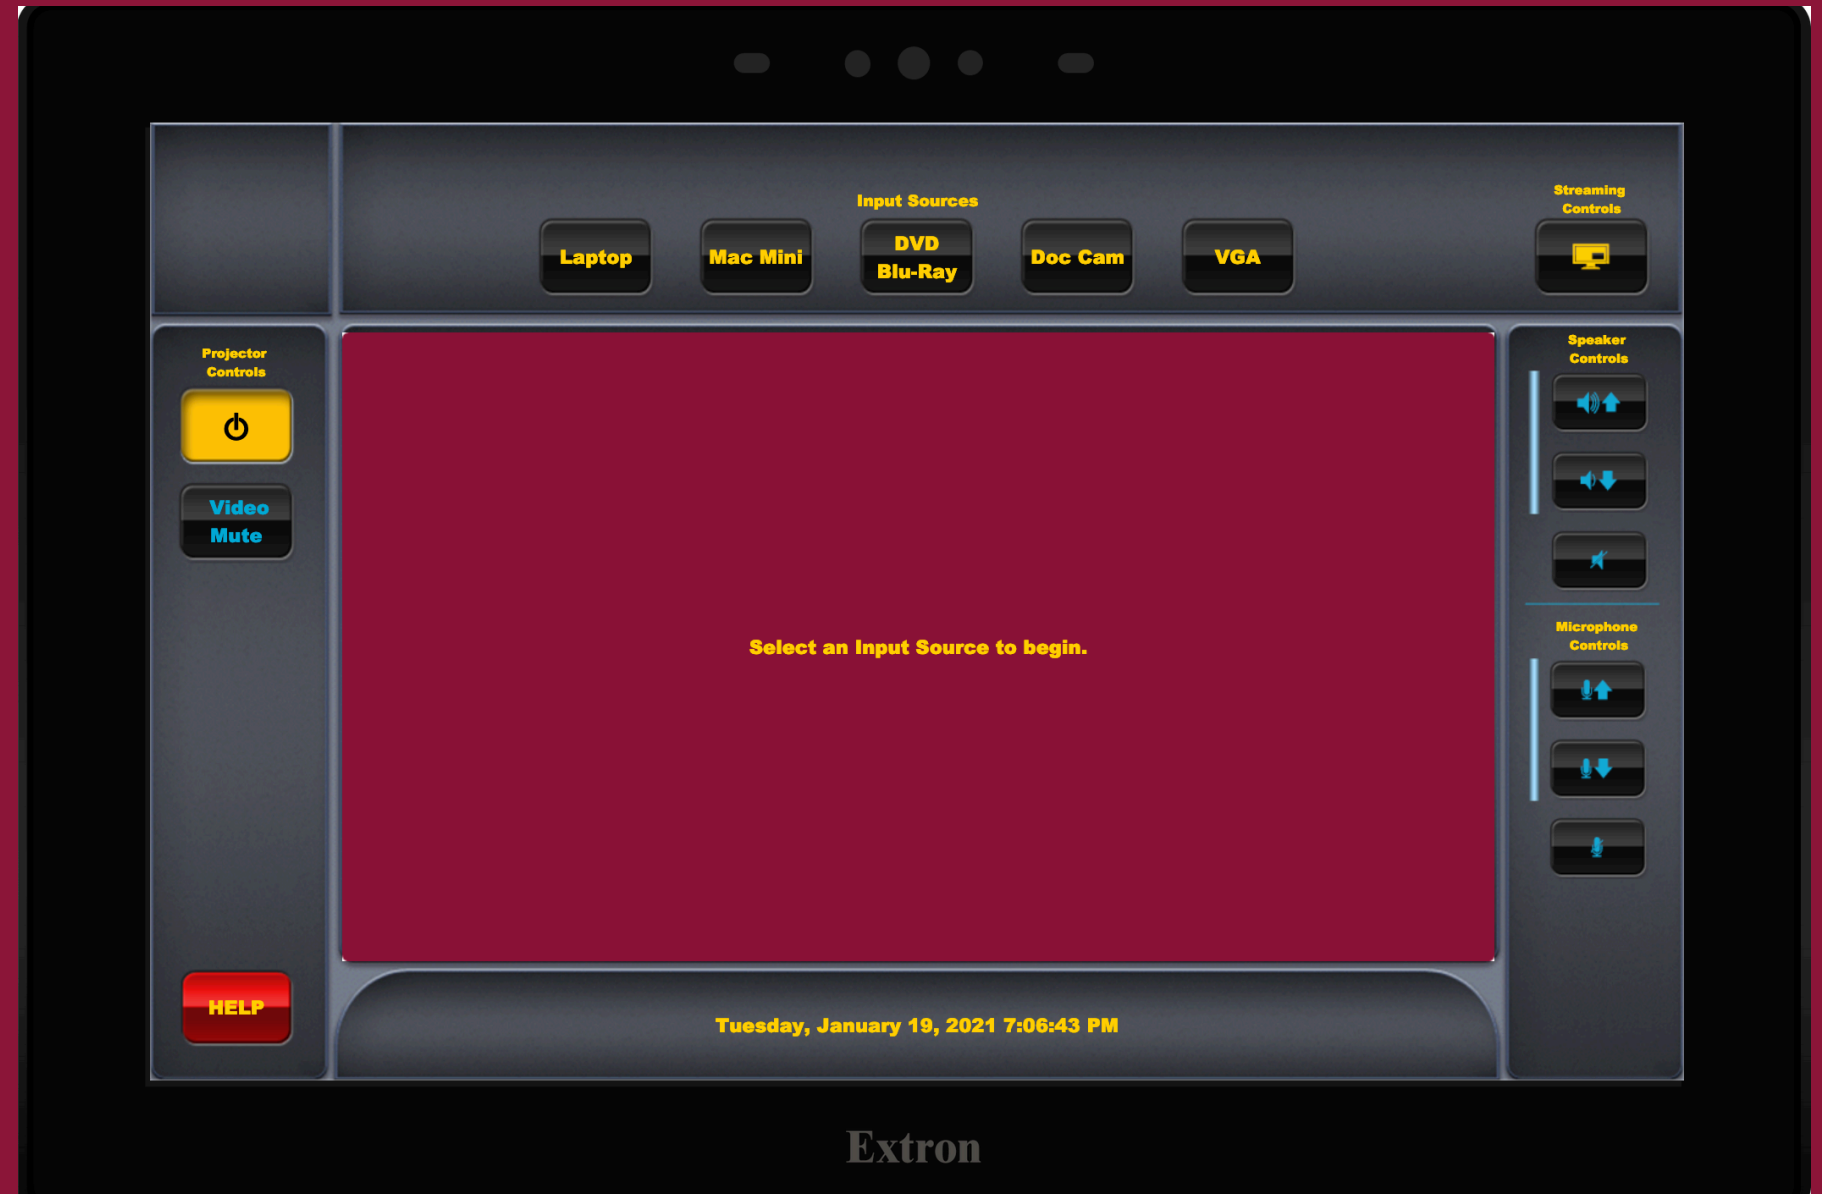 Input Sources
Streaming
Controls
Laptop
Mac Mini
DVD
Blu-Ray
Doc Cam
VGA
Projector
Controls
Video
Mute
HELP
Select an Input Source to begin.
Speaker
Controls
Microphone
Controls
Tuesday, January 19, 2021 7:06:43 PM
Extron